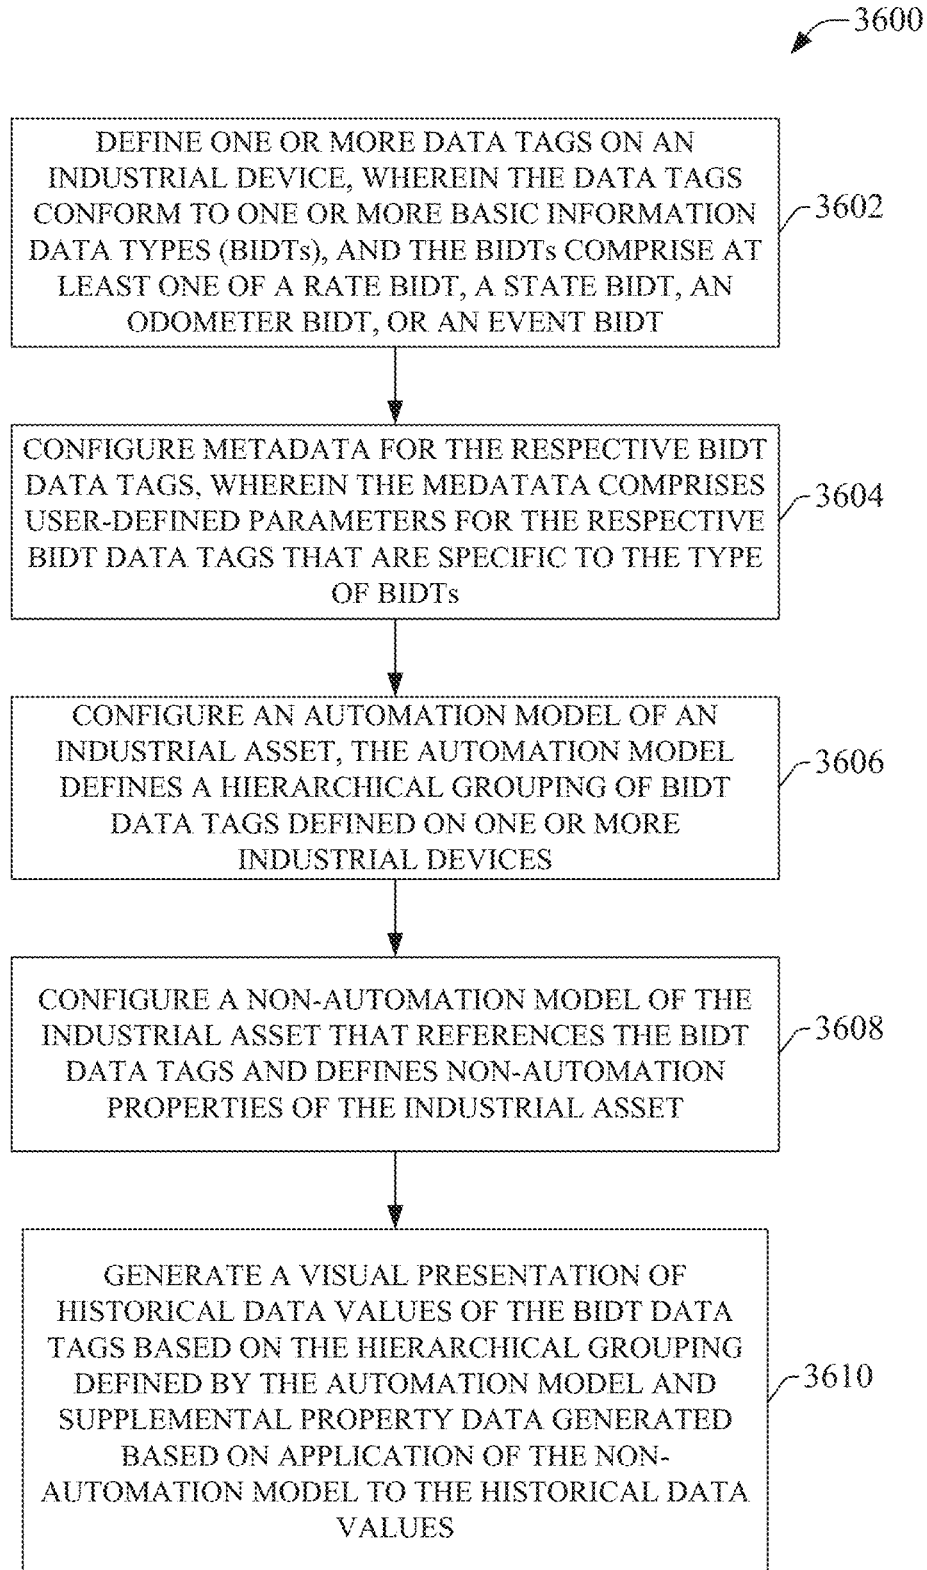 3600
DEFINE ONE OR MORE DATA TAGS ON AN
INDUSTRIAL DEVICE, WHEREIN THE DATA TAGS
CONFORM TO ONE OR MORE BASIC INFORMATION
DATA TYPES (BIDTs), AND THE BIDTs COMPRISE AT
LEAST ONE OF A RATE BIDT, A STATE BIDT, AN
ODOMETER BIDT, OR AN EVENT BIDT
3602
CONFIGURE METADATA FOR THE RESPECTIVE BIDT
DATA TAGS, WHEREIN THE MEDATATA COMPRISES
USER-DEFINED PARAMETERS FOR THE RESPECTIVE
BIDT DATA TAGS THAT ARE SPECIFIC TO THE TYPE
OF BIDTs
3604
CONFIGURE AN AUTOMATION MODEL OF AN
INDUSTRIAL ASSET, THE AUTOMATION MODEL
DEFINES A HIERARCHICAL GROUPING OF BIDT
DATA TAGS DEFINED ON ONE OR MORE
INDUSTRIAL DEVICES
3606
CONFIGURE A NON-AUTOMATION MODEL OF THE
INDUSTRIAL ASSET THAT REFERENCES THE BIDT
DATA TAGS AND DEFINES NON-AUTOMATION
PROPERTIES OF THE INDUSTRIAL ASSET
3608
GENERATE A VISUAL PRESENTATION OF
HISTORICAL DATA VALUES OF THE BIDT DATA
TAGS BASED ON THE HIERARCHICAL GROUPING
DEFINED BY THE AUTOMATION MODEL AND
SUPPLEMENTAL PROPERTY DATA GENERATED
BASED ON APPLICATION OF THE NON-
AUTOMATION MODEL TO THE HISTORICAL DATA
VALUES
3610